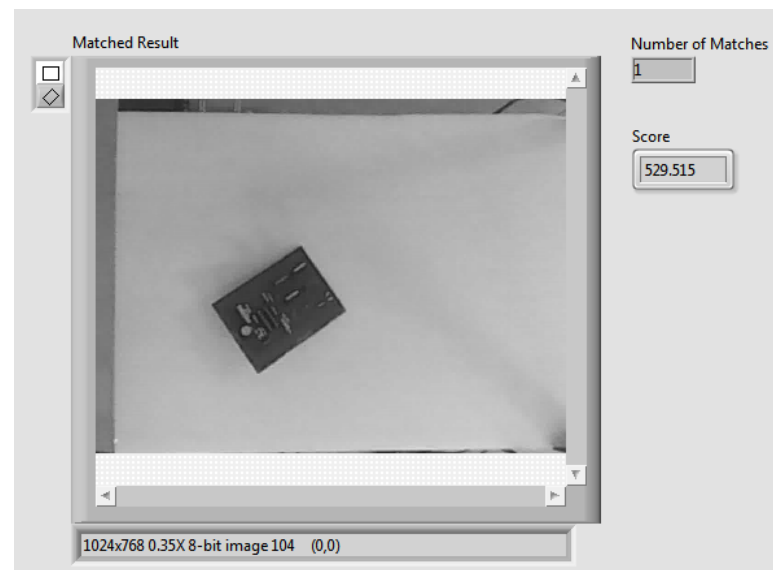 Matched Result
Number of Matches
1
Score
529.515
1024x768 0.35X 8-bit image 104 (0,0)